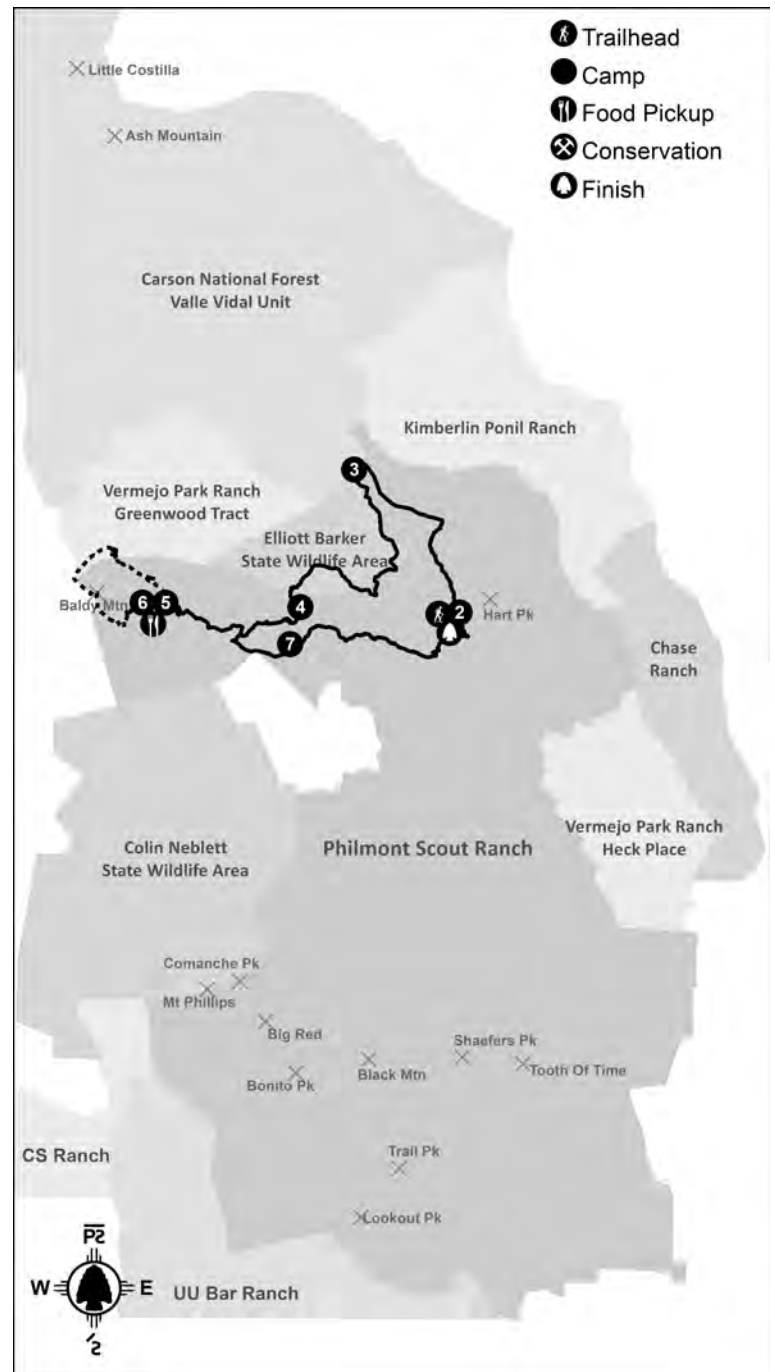 Trailhead
Camp
Food Pickup
Conservation
Finish
Little Costilla
Ash Mountain
Carson National Forest
Valle Vidal Unit
Kimberlin Ponil Ranch
3
Vermejo Park Ranch
Greenwood Tract
Elliott Barker
State Wildlife Area
Baldy Mtn
6
5
4
2
Hart Pk
7
Chase
Ranch
Vermejo Park Ranch
Heck Place
Colin Neblett
State Wildlife Area
Philmont Scout Ranch
Comanche Pk
Mt Phillips
Big Red
Bonito Pk
Black Mtn
Shaefers Pk
Tooth Of Time
CS Ranch
Trail Pk
Lookout Pk
W
E
UU Bar Ranch